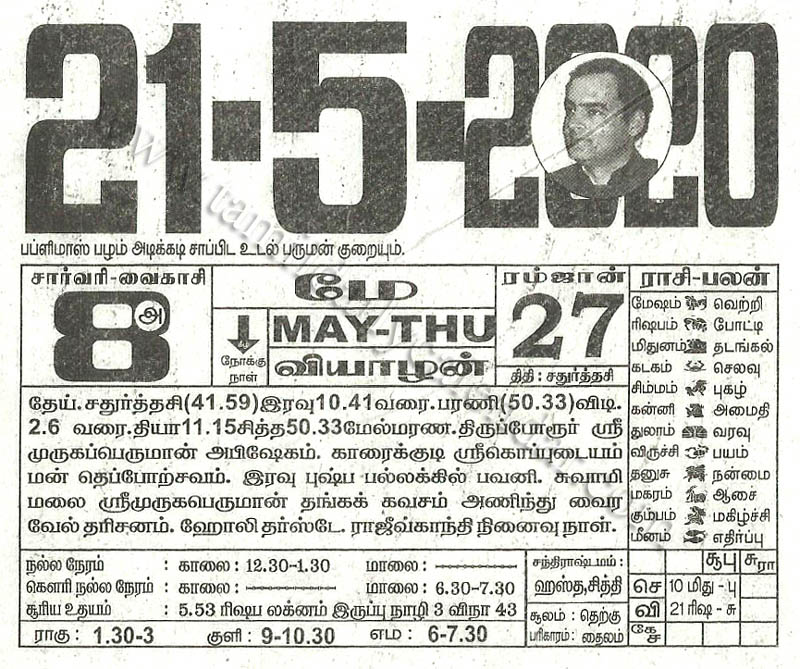 21-5-2020
பப்ளிமாஸ் பழம் அடிக்கடி சாப்பிட உடல் பருமன் குறையும்.
சார்வரி-வைகாசி
8
அ
கீழ்
நோக்கு
நாள்
மே
MAY-THU
வியாழன்
ரம்ஜான்
27
திதி : சதுர்த்தசி
ராசி-பலன்
மேஷம் வெற்றி
ரிஷபம் போட்டி
மிதுனம் தடங்கல்
கடகம் செலவு
சிம்மம் புகழ்
கன்னி அமைதி
துலாம் வரவு
விருச்சி பயம்
தனுசு நன்மை
மகரம் ஆசை
கும்பம் மகிழ்ச்சி
மீனம் எதிர்ப்பு
தேய். சதுர்த்தசி(41.59)இரவு10.41வரை.பரணி(50.33)விடி.
2.6 வரை.தியா11.15சித்த50.33மேல்மரண.திருப்போரூர் ஸ்ரீ
முருகப்பெருமான் அபிஷேகம். காரைக்குடி ஸ்ரீகொப்புடையம்
மன் தெப்போற்சவம். இரவு புஷ்ப பல்லக்கில் பவனி. சுவாமி
மலை ஸ்ரீமுருகபெருமான் தங்கக் கவசம் அணிந்து வைர
வேல் தரிசனம். ஹோலி தர்ஸ்டே. ராஜீவ்காந்தி நினைவு நாள்.
நல்ல நேரம் : காலை: 12.30-1.30 மாலை:
கௌரி நல்ல நேரம் : காலை: மாலை: 6.30-7.30
சூரிய உதயம் : 5.53 ரிஷப லக்னம் இருப்பு நாழி 3 விநா 43
ராகு : 1.30-3 குளி : 9-10.30 எம : 6-7.30
சந்திராஷ்டமம் :
ஹஸ்த,சித்தி
சூலம் : தெற்கு
பரிகாரம் : தைலம்
சூபு சுரா
செ 10 மிது - பு
வி 21 ரிஷ - சு
கே
www.tamildailycalendar.com